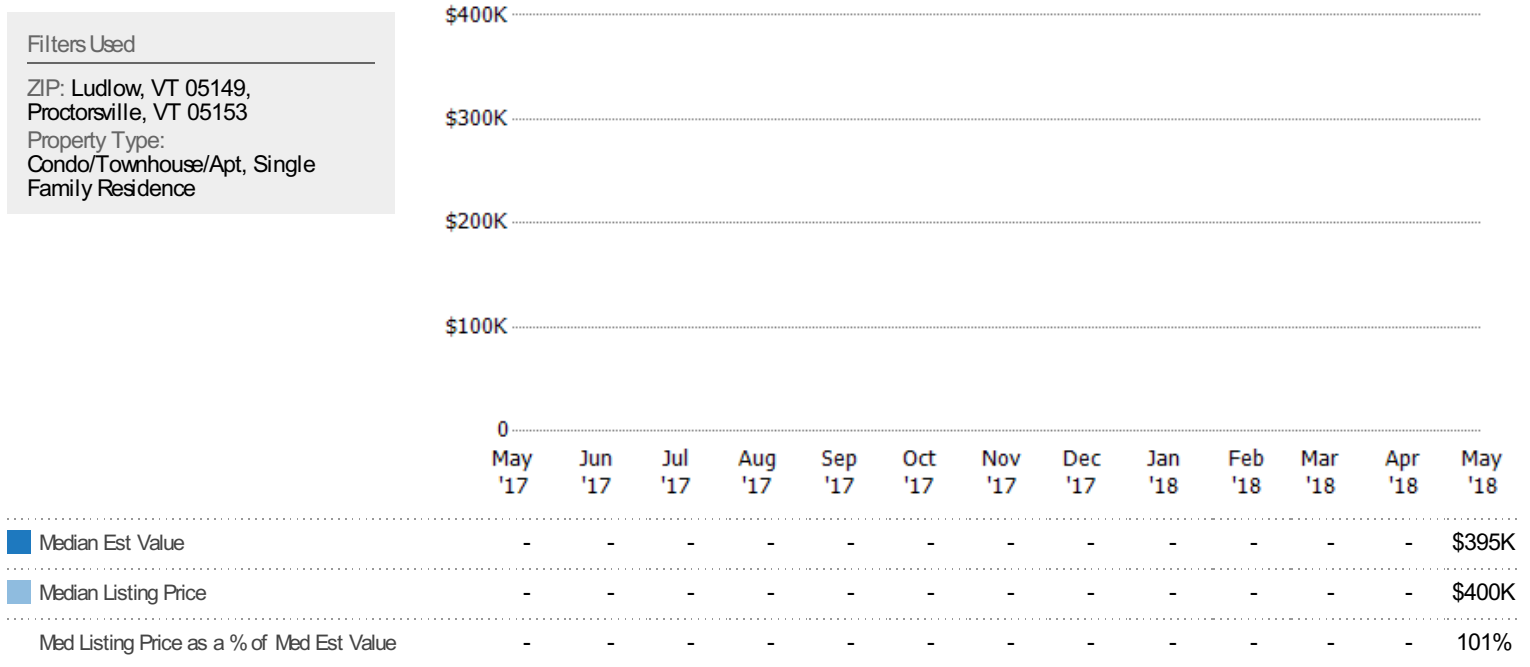 Filters Used
ZIP: Ludlow, VT 05149,
Proctorsville, VT 05153
Property Type:
Condo/Townhouse/Apt, Single
Family Residence
$400K
$300K
$200K
$100K
0
May Jun Jul Aug Sep Oct Nov Dec Jan Feb Mar Apr May
'17 '17 '17 '17 '17 '17 '17 '17 '18 '18 '18 '18 '18
Median Est Value - - - - - - - - - - - - $395K
Median Listing Price - - - - - - - - - - - - $400K
Med Listing Price as a % of Med Est Value - - - - - - - - - - - - 101%